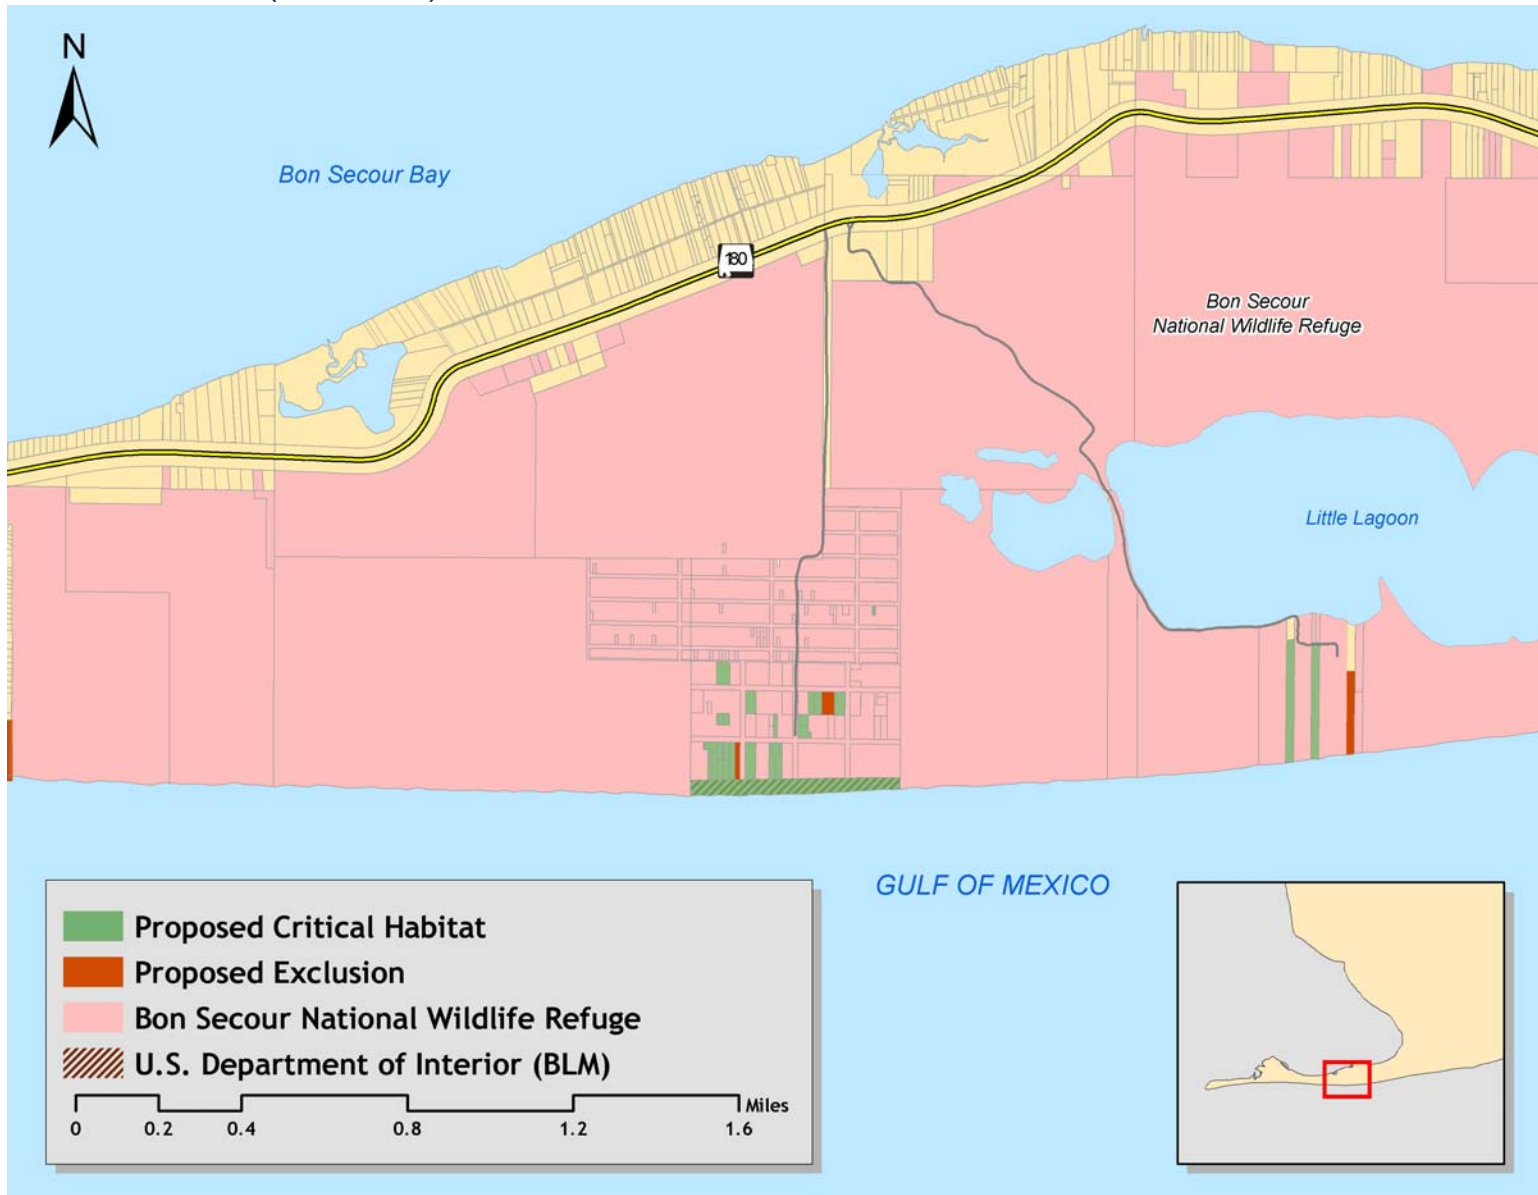 N
Bon Secour Bay
180
Bon Secour
National Wildlife Refuge
Little Lagoon
GULF OF MEXICO
Proposed Critical Habitat
Proposed Exclusion
Bon Secour National Wildlife Refuge
U.S. Department of Interior (BLM)
Miles
0 0.2 0.4 0.8 1.2 1.6